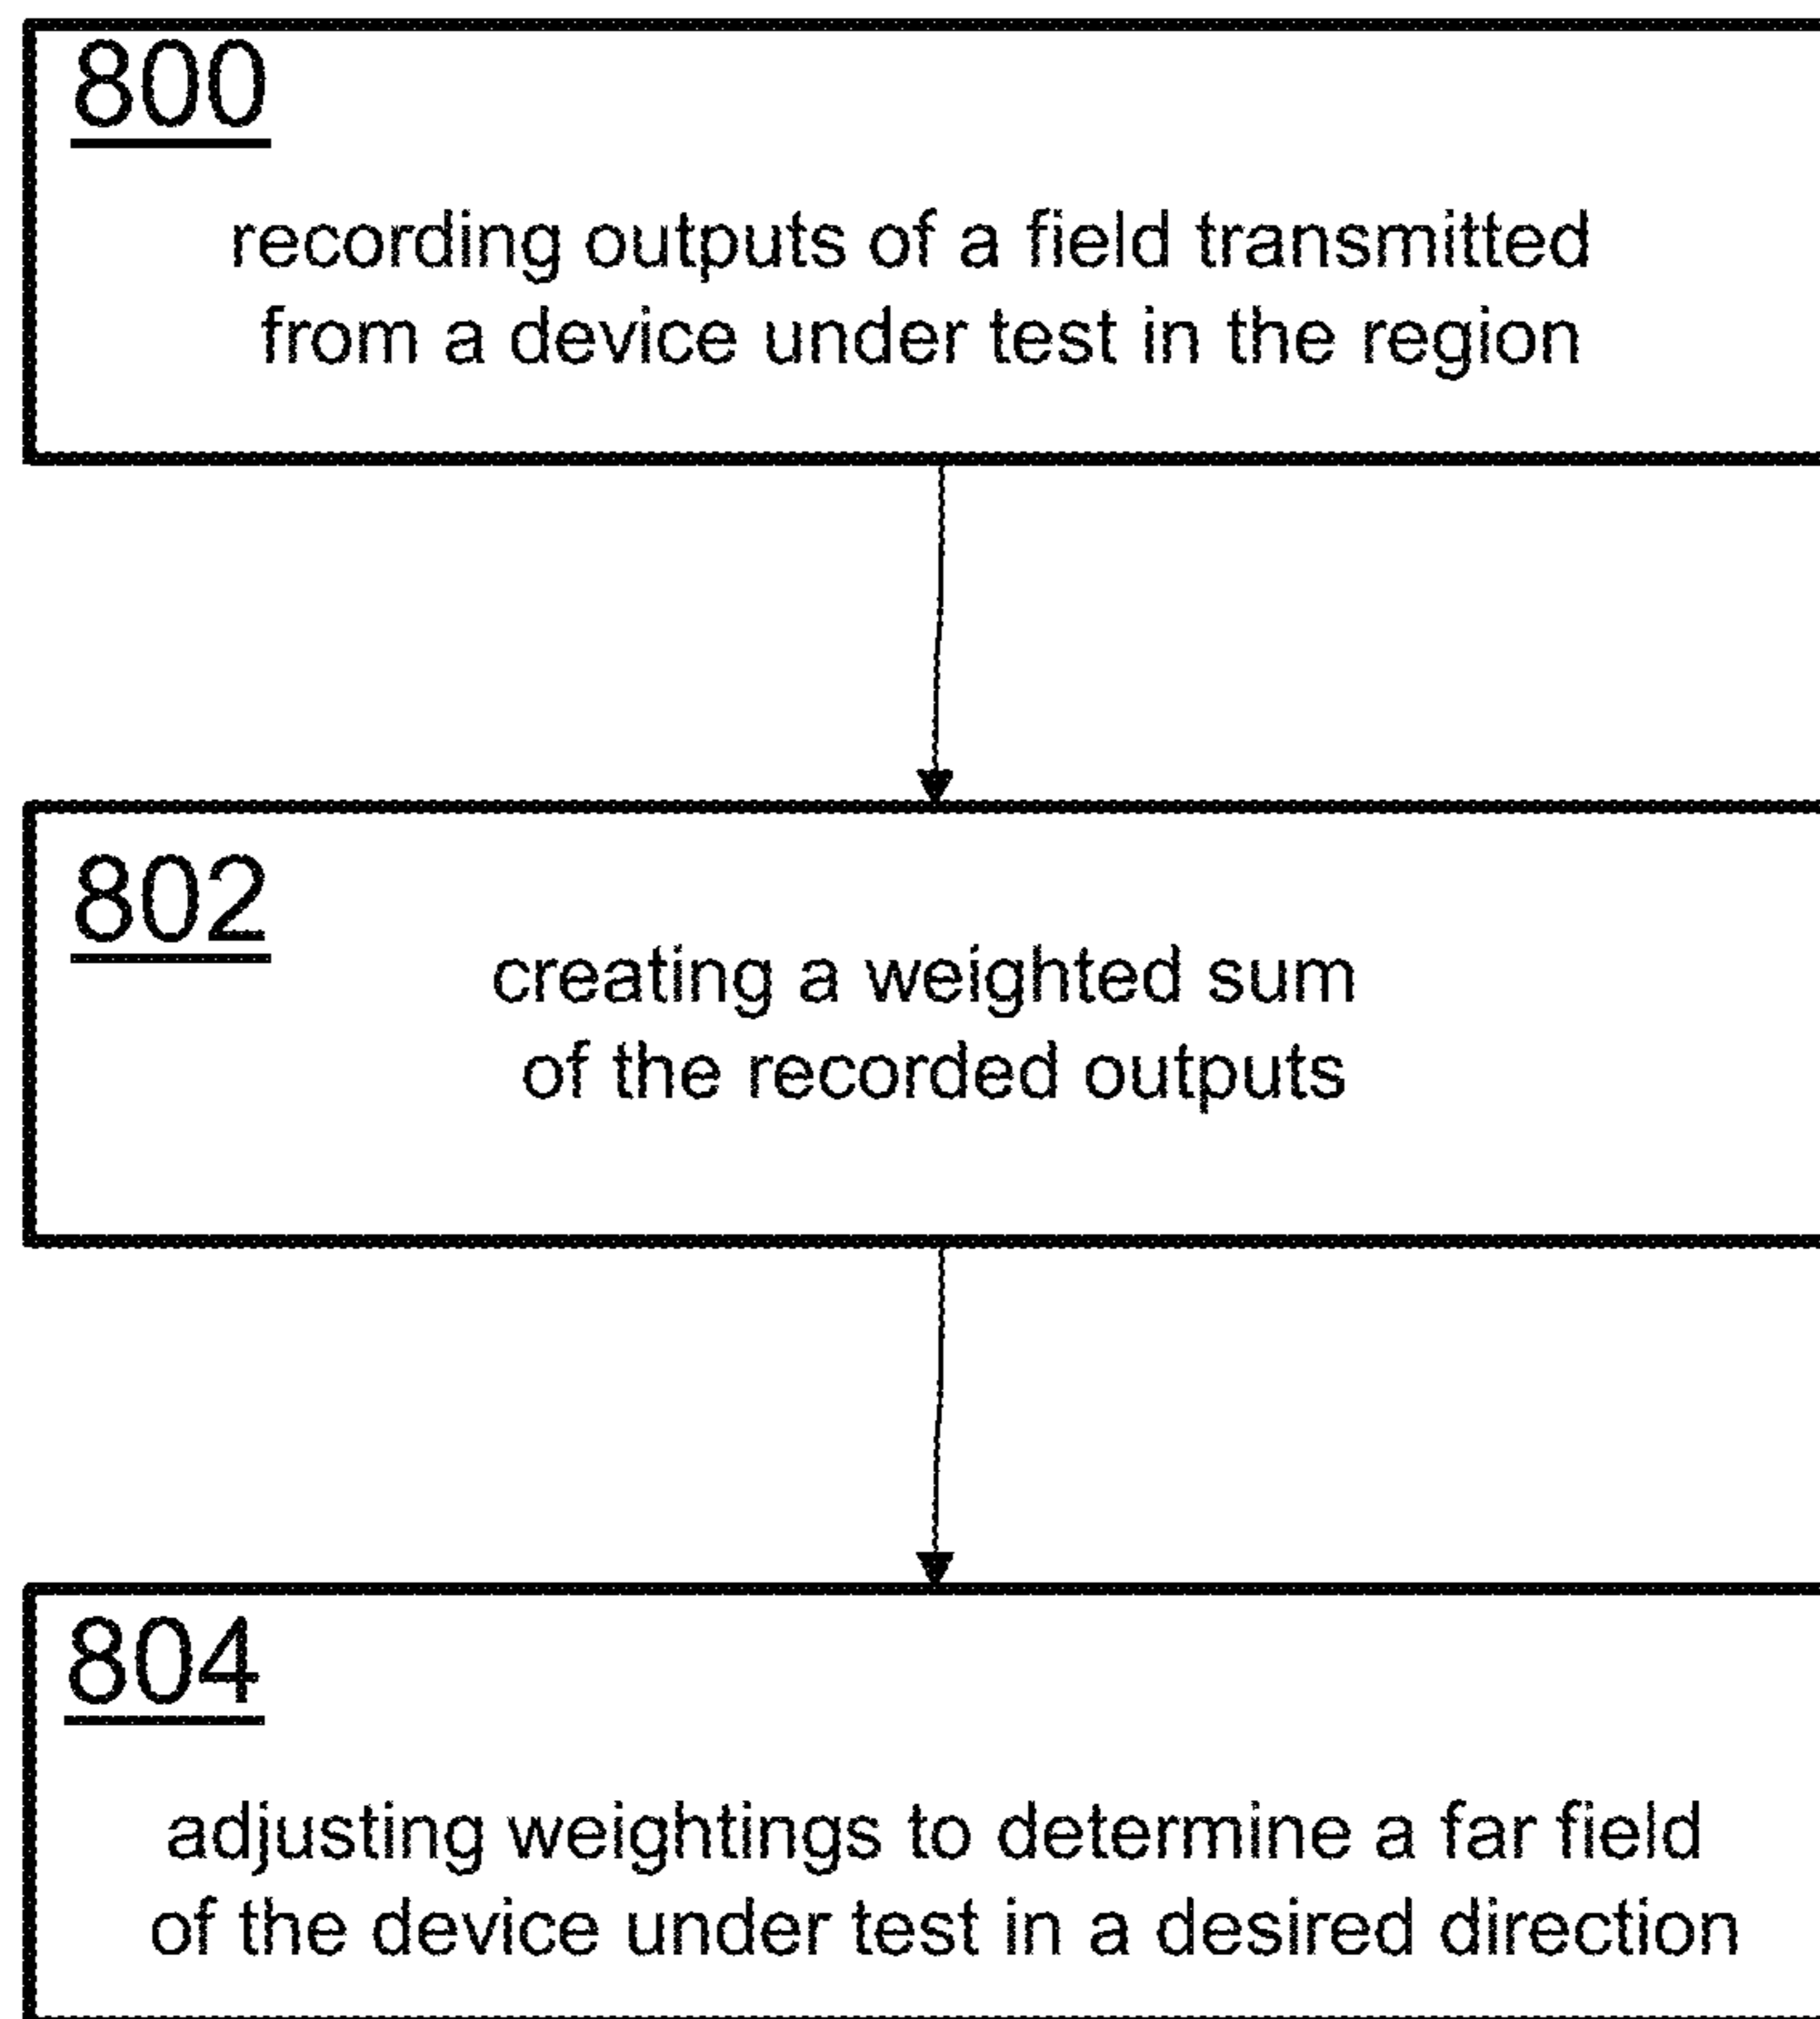 800
recording outputs of a field transmitted
from a device under test in the region
802
creating a weighted sum
of the recorded outputs
804
adjusting weightings to determine a far field
of the device under test in a desired direction